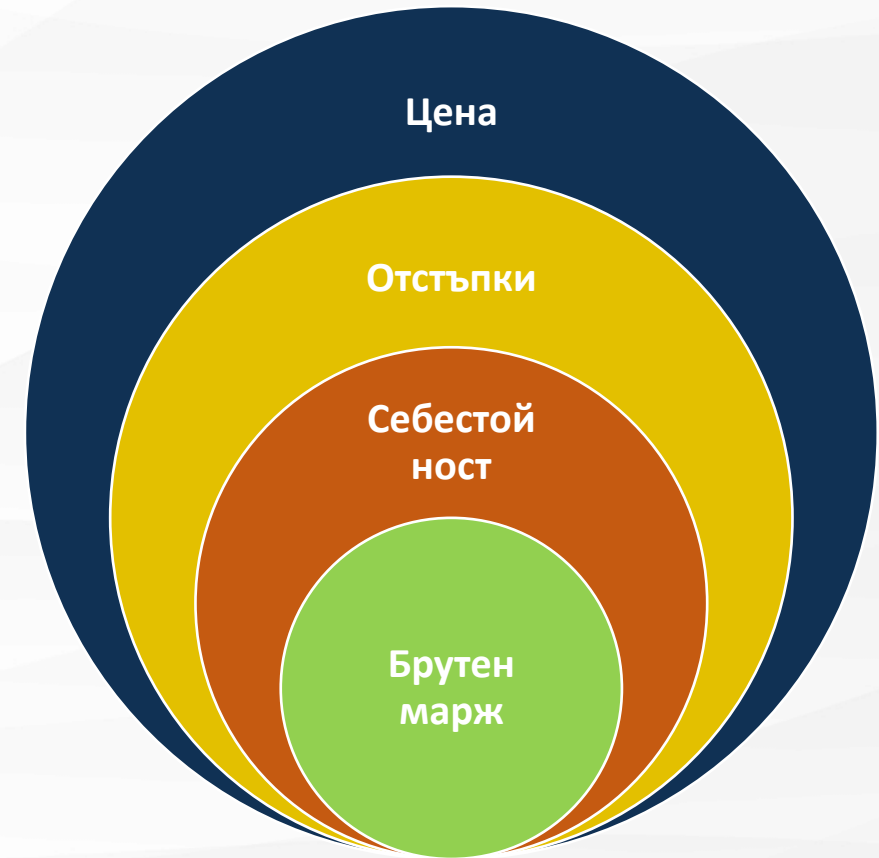 Цена
Отстъпки
Себестой
ност
Брутен
марж